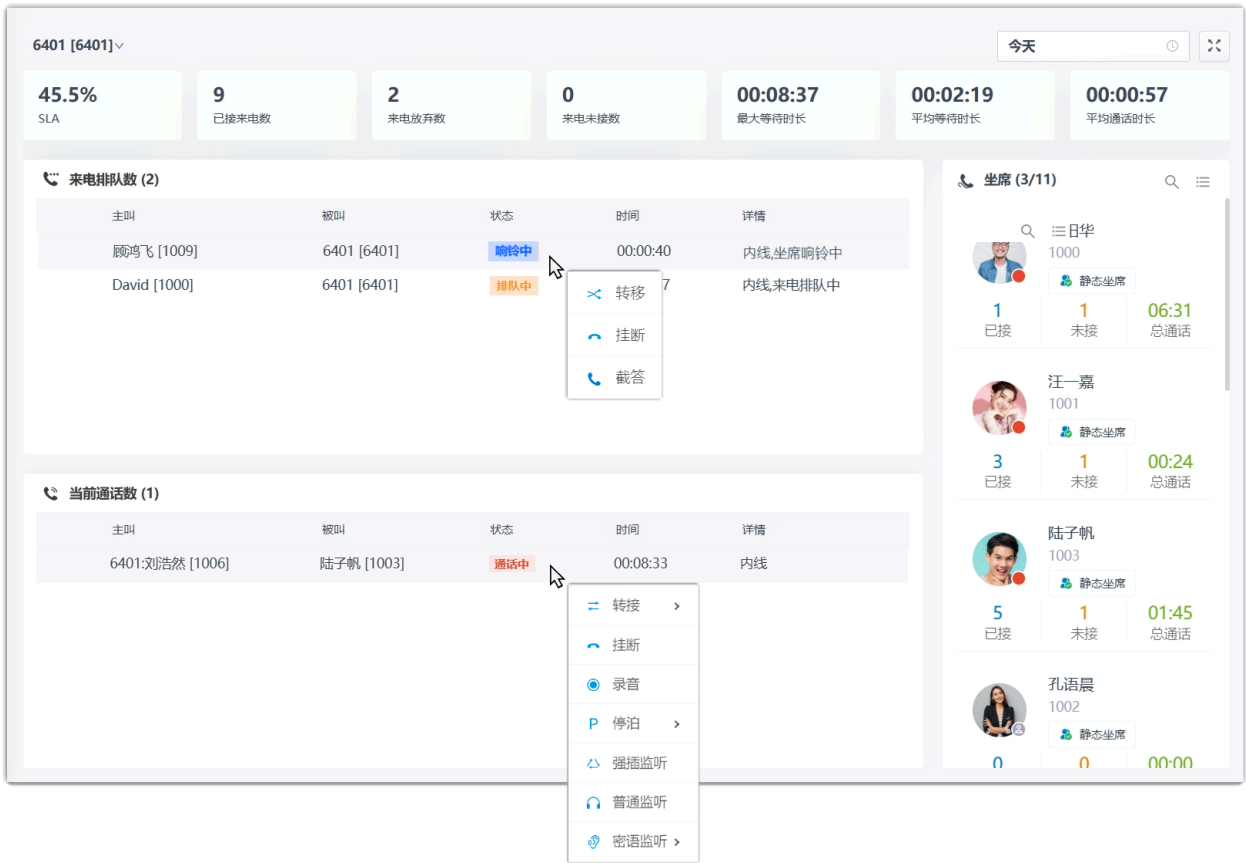 6401 [6401]
今天
45.5%
SLA
9
已接来电数
2
来电放弃数
0
来电未接数
00:08:37
最大等待时长
00:02:19
平均等待时长
00:00:57
平均通话时长
来电排队数 (2)
主叫 被叫 状态 时间 详情
顾鸿飞 [1009] 6401 [6401] 响铃中 00:00:40 内线,坐席响铃中
David [1000] 6401 [6401] 排队中 7 内线,来电排队中
转移
挂断
截答
当前通话数 (1)
主叫 被叫 状态 时间 详情
6401:刘浩然 [1006] 陆子帆 [1003] 通话中 00:08:33 内线
转接
挂断
录音
P 停泊
强插监听
普通监听
密语监听
坐席 (3/11)
日华
1000
静态坐席
1 1 06:31
已接 未接 总通话
汪一嘉
1001
静态坐席
3 1 00:24
已接 未接 总通话
陆子帆
1003
静态坐席
5 1 01:45
已接 未接 总通话
孔语晨
1002
静态坐席
0 0 00:00